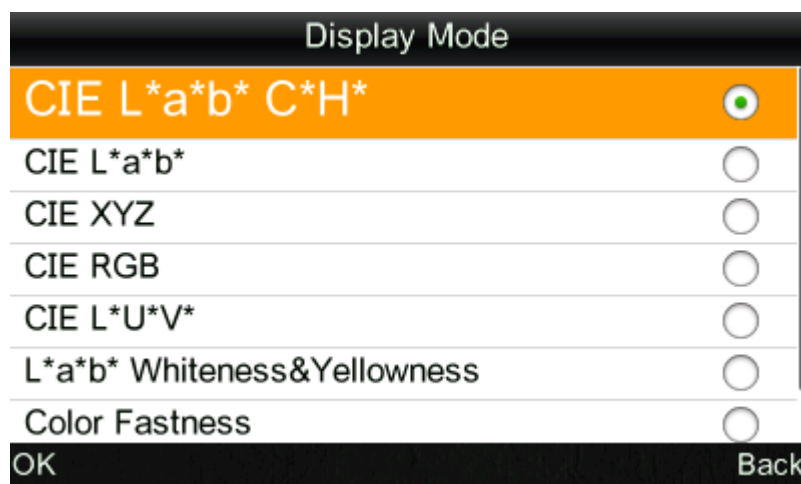 Display Mode
CIE L*a*b* C*H*
CIE L*a*b*
CIE XYZ
CIE RGB
CIE L*U*V*
L*a*b* Whiteness&Yellowness
Color Fastness
OK Back